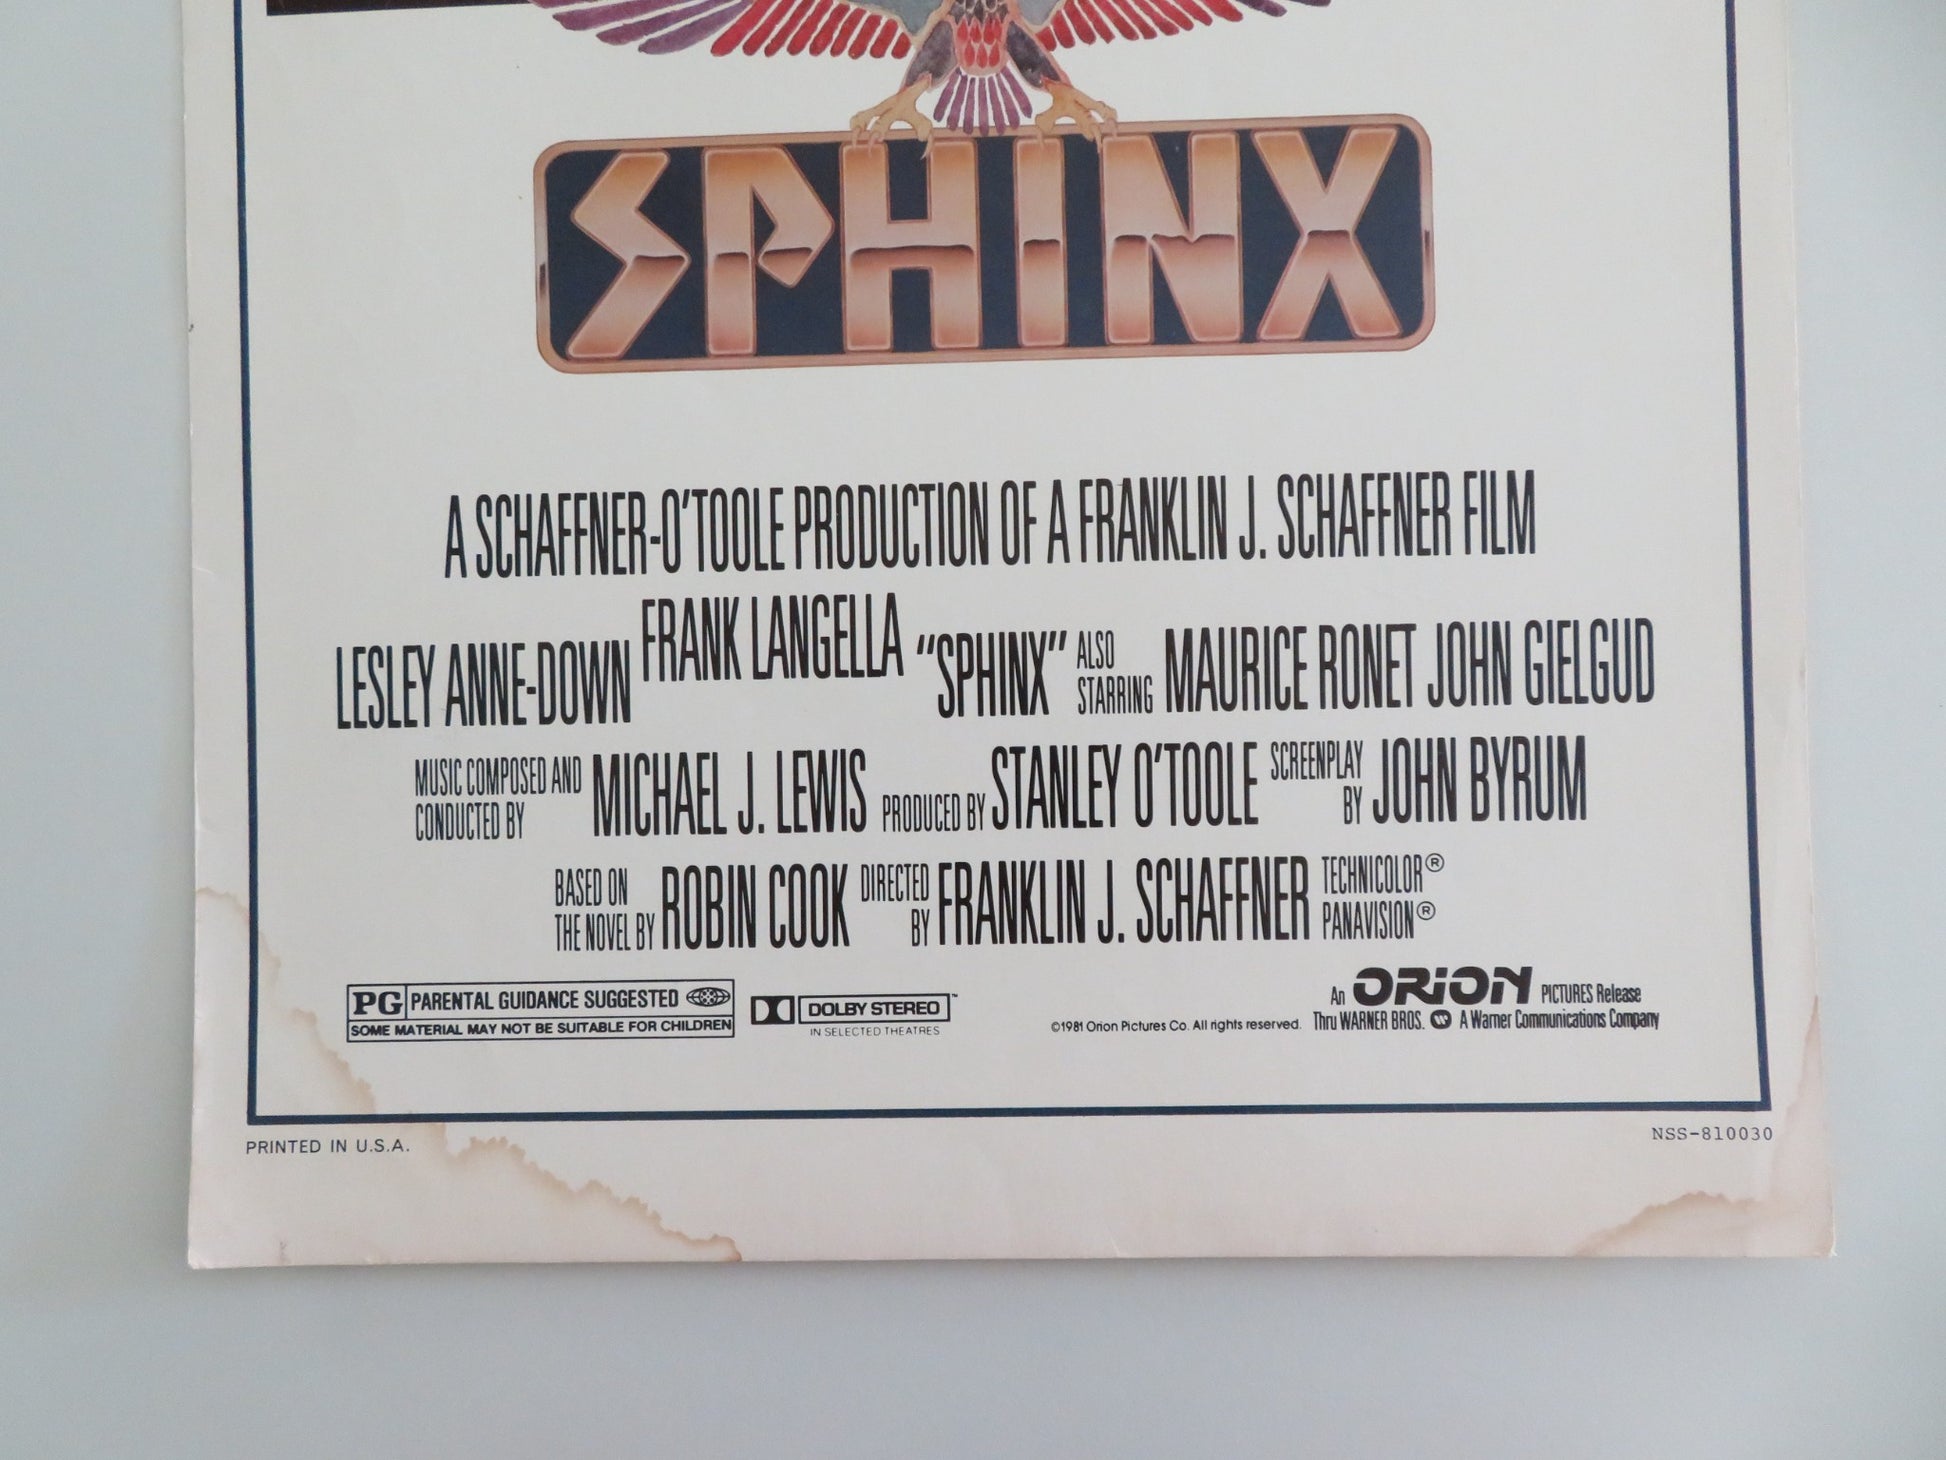 SPHINX
A SCHAFFNER-O'TOOLE PRODUCTION OF A FRANKLIN J. SCHAFFNER FILM
LESLEY ANNE-DOWN FRANK LANGELLA "SPHINX" ALSO STARRING MAURICE RONET JOHN GIELGUD
MUSIC COMPOSED AND CONDUCTED BY MICHAEL J. LEWIS PRODUCED BY STANLEY O'TOOLE SCREENPLAY BY JOHN BYRUM
BASED ON THE NOVEL BY ROBIN COOK DIRECTED BY FRANKLIN J. SCHAFFNER TECHNICOLOR® PANAVISION®
PG PARENTAL GUIDANCE SUGGESTED
SOME MATERIAL MAY NOT BE SUITABLE FOR CHILDREN
DOLBY STEREO™
IN SELECTED THEATRES
©1981 Orion Pictures Co. All rights reserved.
An ORION PICTURES Release
Thru WARNER BROS. A Warner Communications Company
PRINTED IN U.S.A.
NSS-810030